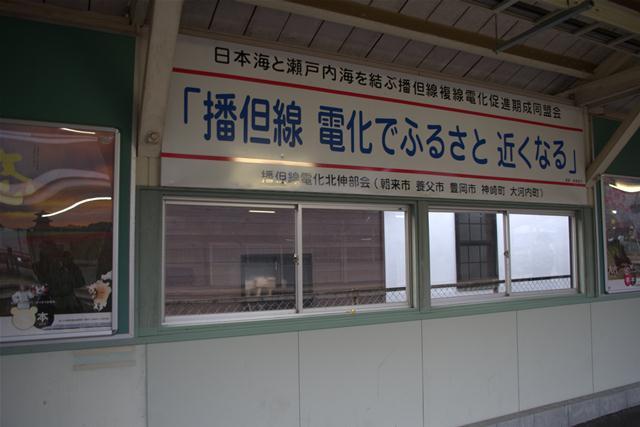 日本海と瀬戸内海を結ぶ播但線複線電化促進期成同盟会
「播但線 電化でふるさと 近くなる」
播但線電化北伸部会(朝来市 養父市 豊岡市 神崎町 大河内町)
本